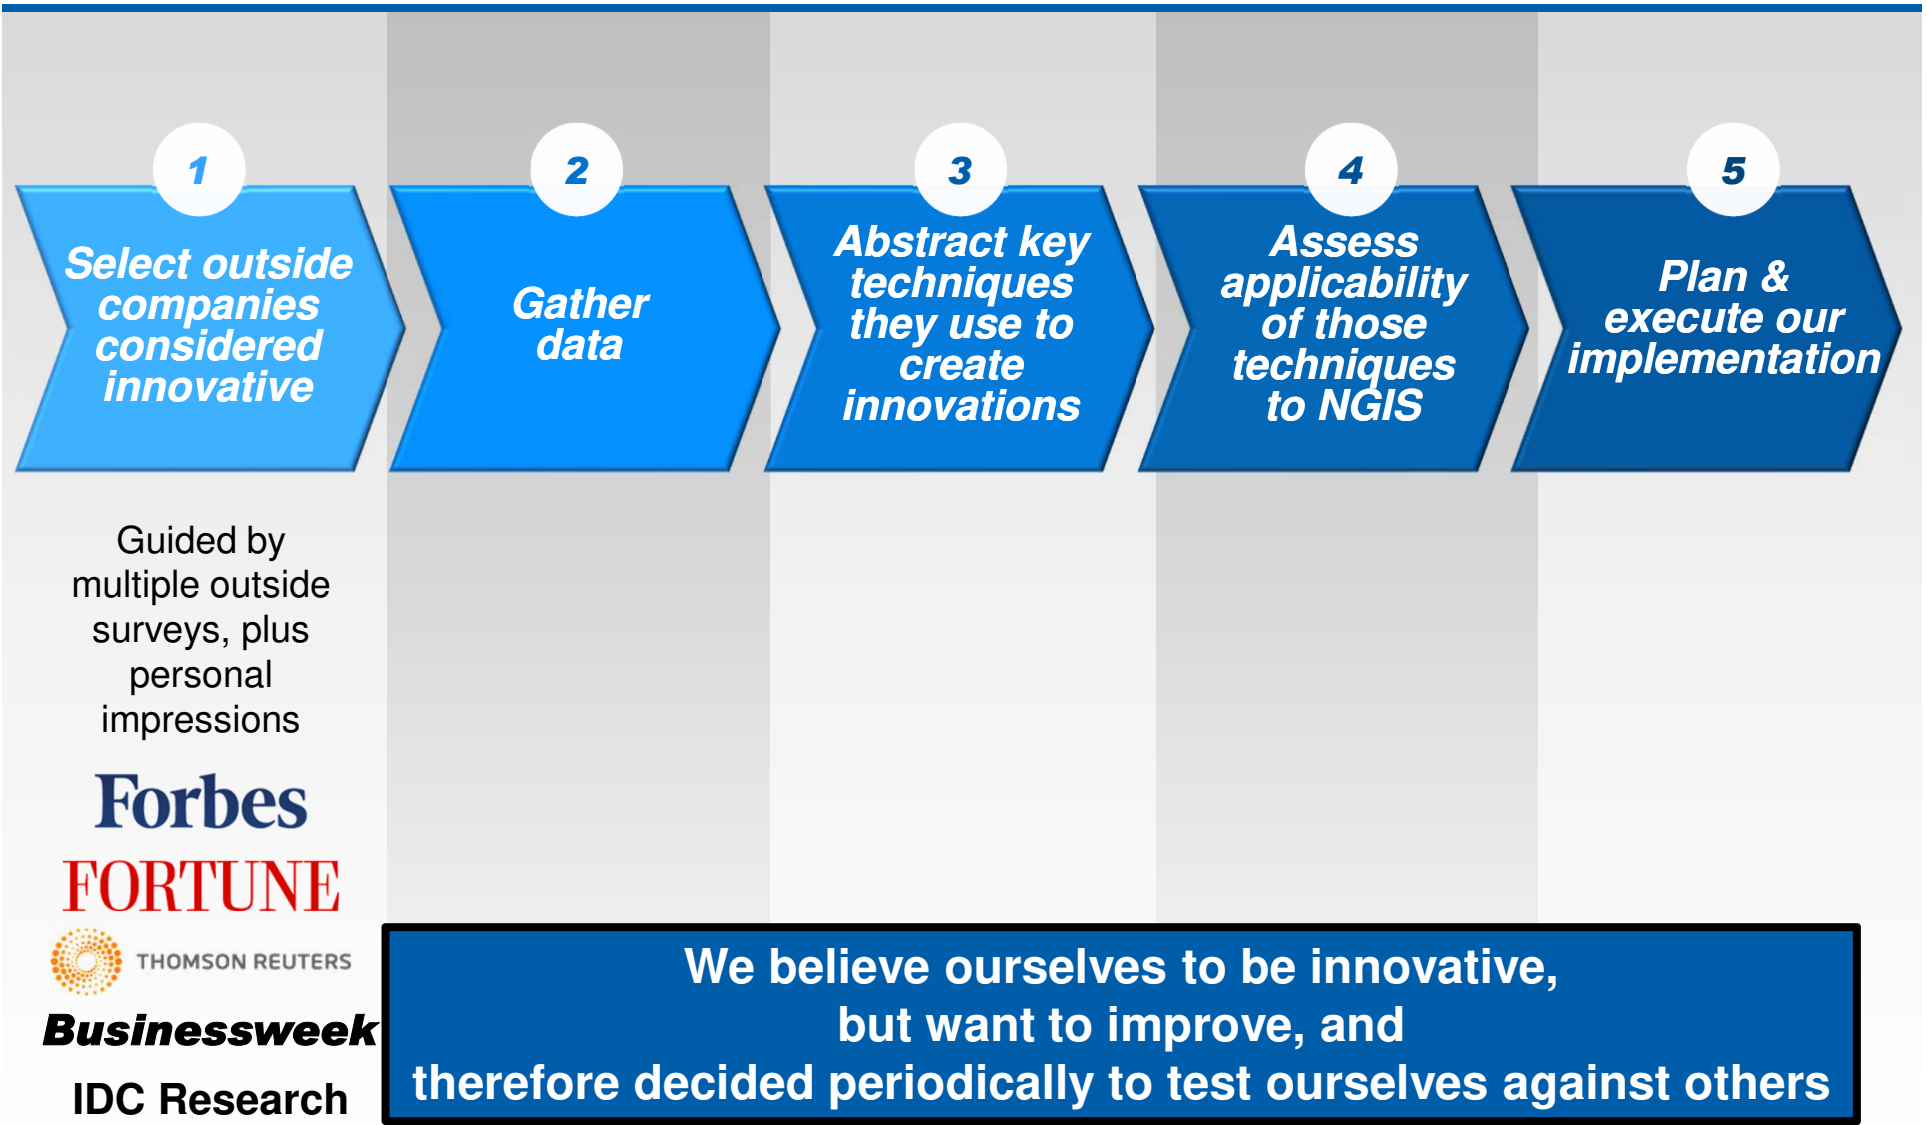 1
Select outside
companies
considered
innovative
2
Gather
data
3
Abstract key
techniques
they use to
create
innovations
4
Assess
applicability
of those
techniques
to NGIS
5
Plan &
execute our
implementation
Guided by
multiple outside
surveys, plus
personal
impressions
Forbes
FORTUNE
THOMSON REUTERS
Businessweek
IDC Research
We believe ourselves to be innovative,
but want to improve, and
therefore decided periodically to test ourselves against others